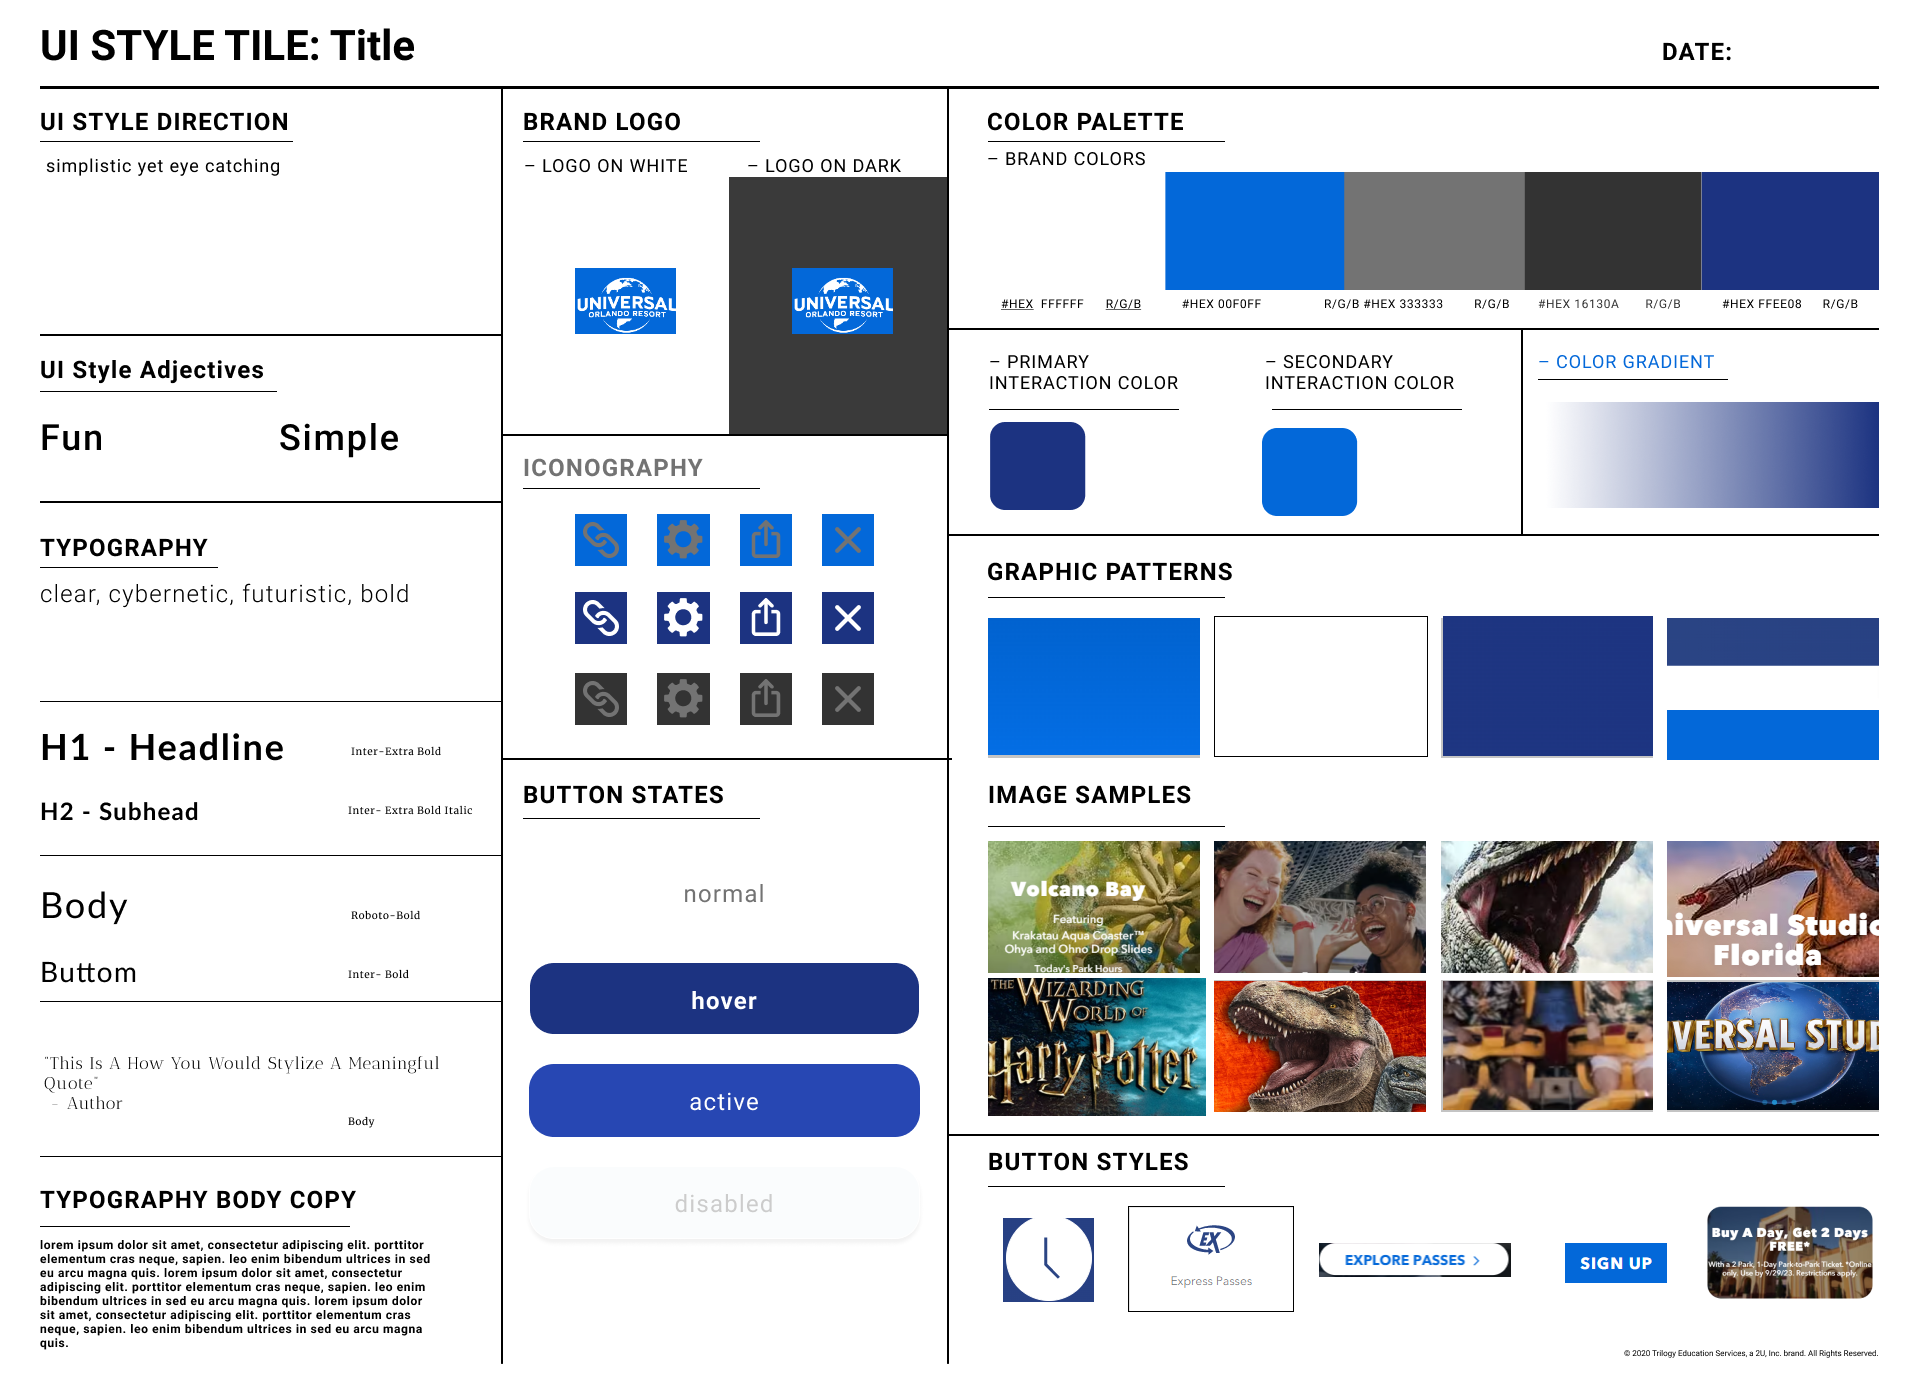 UI STYLE TILE: Title
DATE:
UI STYLE DIRECTION
simplistic yet eye catching
UI Style Adjectives
Fun
Simple
TYPOGRAPHY
clear, cybernetic, futuristic, bold
H1 - Headline
Inter-Extra Bold
H2 - Subhead
Inter- Extra Bold Italic
Body
Roboto-Bold
Buttom
Inter- Bold
"This Is A How You Would Stylize A Meaningful
Quote"
- Author
Body
TYPOGRAPHY BODY COPY
lorem ipsum dolor sit amet, consectetur adipiscing elit. porttitor
elementum cras neque, sapien. leo enim bibendum ultrices in sed
eu arcu magna quis. lorem ipsum dolor sit amet, consectetur
adipiscing elit. porttitor elementum cras neque, sapien. leo enim
bibendum ultrices in sed eu arcu magna quis. lorem ipsum dolor
sit amet, consectetur adipiscing elit. porttitor elementum cras
neque, sapien. leo enim bibendum ultrices in sed eu arcu magna
quis.
BRAND LOGO
– LOGO ON WHITE
– LOGO ON DARK
UNIVERSAL
ORLANDO RESORT
UNIVERSAL
ORLANDO RESORT
ICONOGRAPHY
BUTTON STATES
normal
hover
active
disabled
COLOR PALETTE
– BRAND COLORS
#HEX FFFFFF R/G/B
#HEX 00F0FF R/G/B
#HEX 333333 R/G/B
#HEX 16130A R/G/B
#HEX FFEE08 R/G/B
– PRIMARY
INTERACTION COLOR
– SECONDARY
INTERACTION COLOR
– COLOR GRADIENT
GRAPHIC PATTERNS
IMAGE SAMPLES
Volcano Bay
Featuring
Krakatau Aqua Coaster™
Ohya and Ohno Drop Slides
Today's Park Hours
iversal Studio
Florida
THE WIZARDING
WORLD OF
Harry Potter
VERSAL STUD
BUTTON STYLES
EX
Express Passes
EXPLORE PASSES >
SIGN UP
Buy A Day, Get 2 Days
FREE*
With a 2 Park, 1-Day Park-to-Park Ticket. *Online
only. Use by 9/29/23. Restrictions apply.
© 2020 Trilogy Education Services, a 2U, Inc. brand. All Rights Reserved.